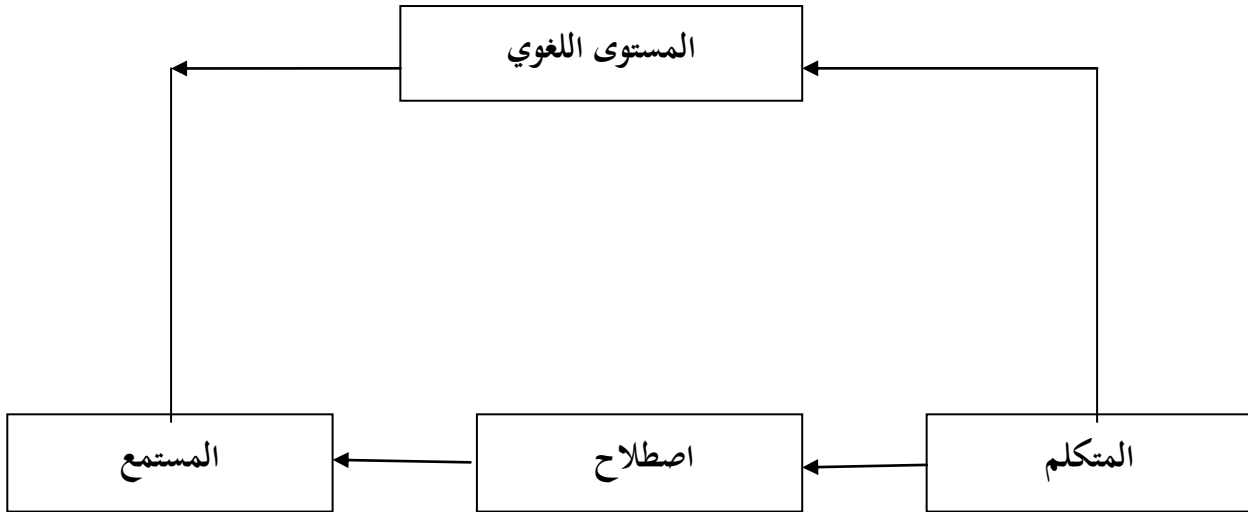 المستوى اللغوي
المتكلم
اصطلاح
المستمع